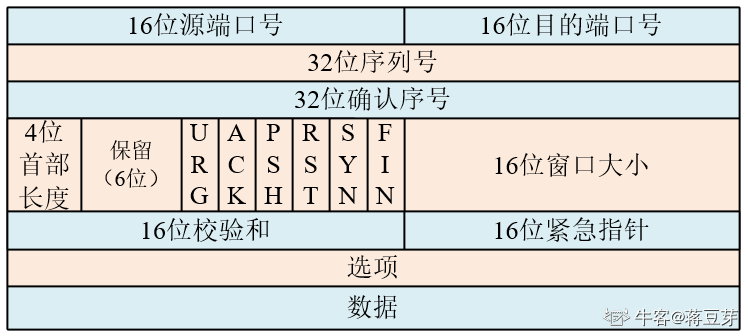 16位源端口号 16位目的端口号
32位序列号
32位确认序号
4位首部长度 保留（6位） URG ACK PSH RST SYN FIN 16位窗口大小
16位校验和 16位紧急指针
选项
数据
牛客@蒋豆芽